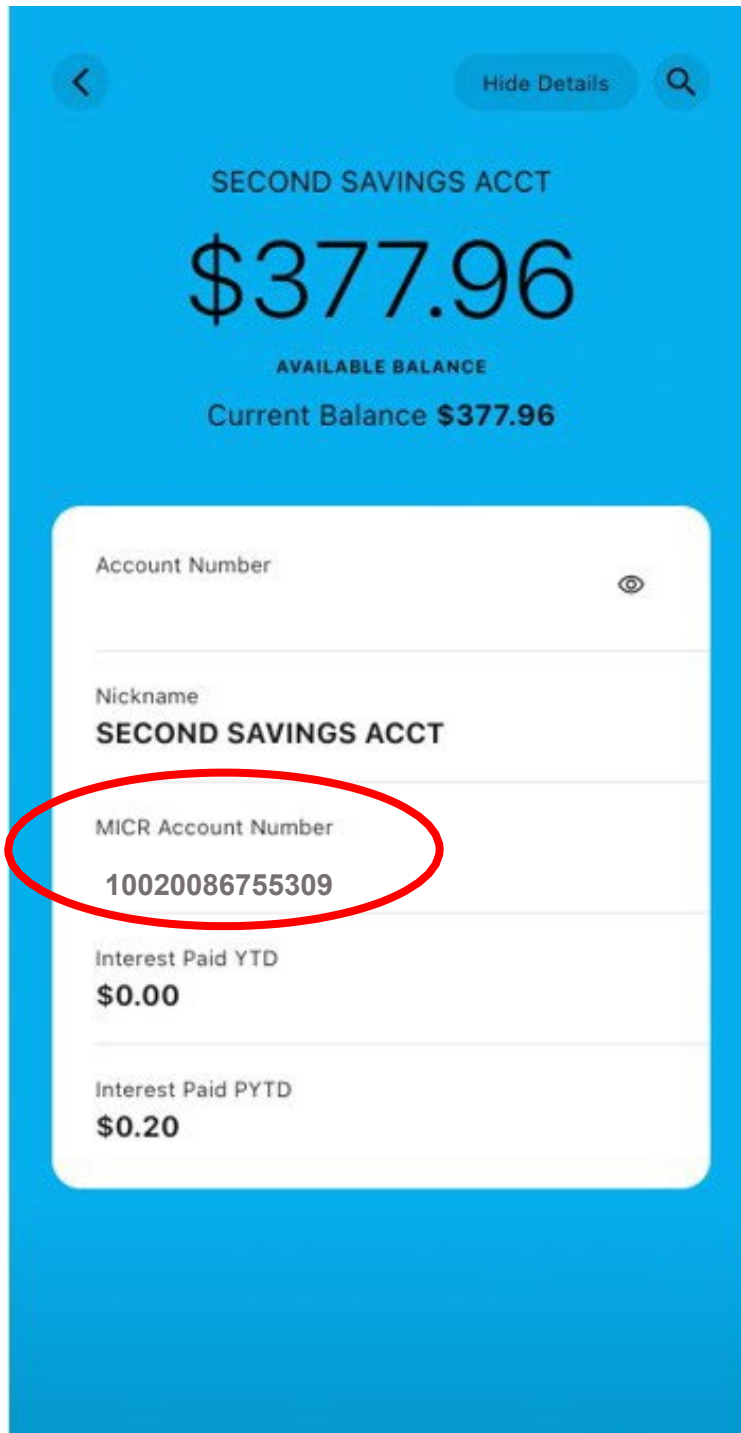 Hide Details
SECOND SAVINGS ACCT
$377.96
AVAILABLE BALANCE
Current Balance $377.96
Account Number
Nickname
SECOND SAVINGS ACCT
MICR Account Number
10020086755309
Interest Paid YTD
$0.00
Interest Paid PYTD
$0.20